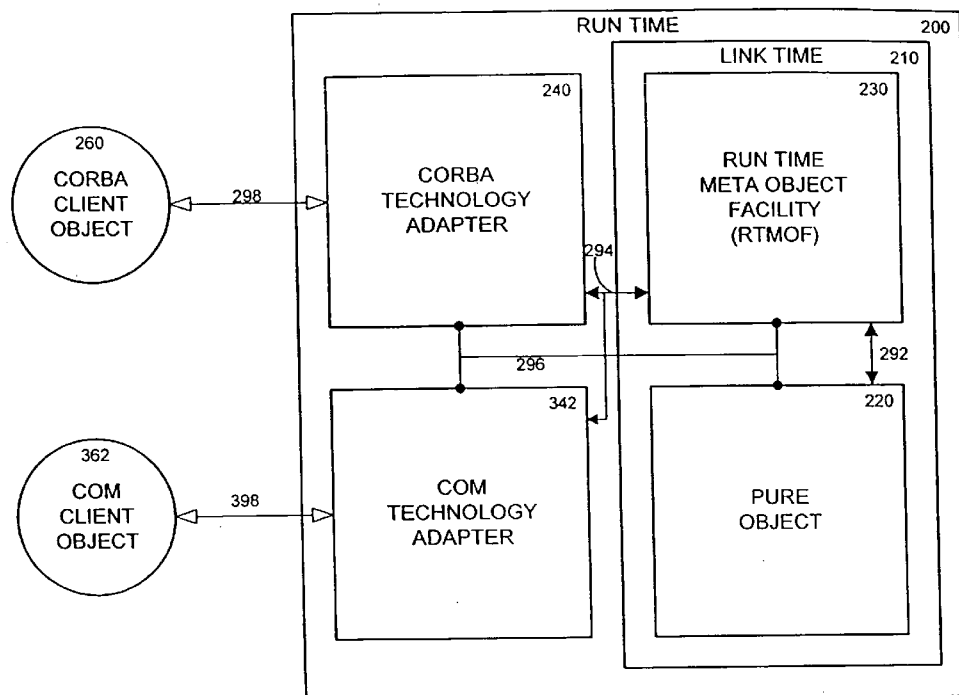 RUN TIME 200
LINK TIME 210
240
CORBA
TECHNOLOGY
ADAPTER
230
RUN TIME
META OBJECT
FACILITY
(RTMOF)
260
CORBA
CLIENT
OBJECT
298
294
296
292
342
COM
TECHNOLOGY
ADAPTER
220
PURE
OBJECT
362
COM
CLIENT
OBJECT
398